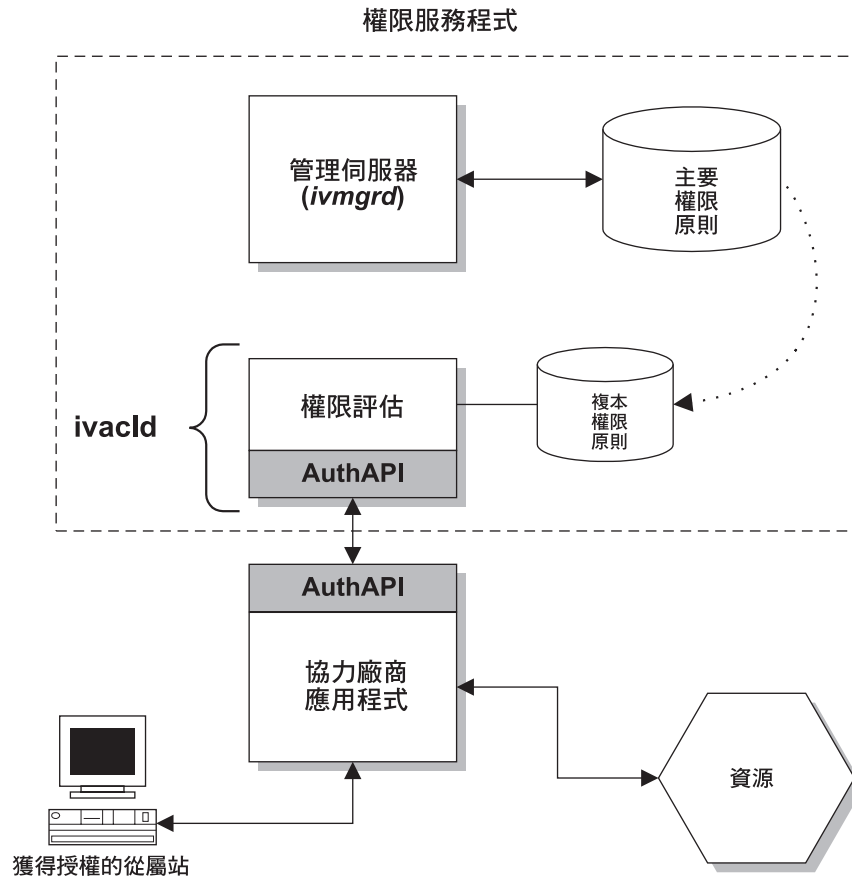 權限服務程式
管理伺服器
(ivmgrd)
主要
權限
原則
ivacld
權限評估
AuthAPI
複本
權限
原則
AuthAPI
協力廠商
應用程式
資源
獲得授權的從屬站